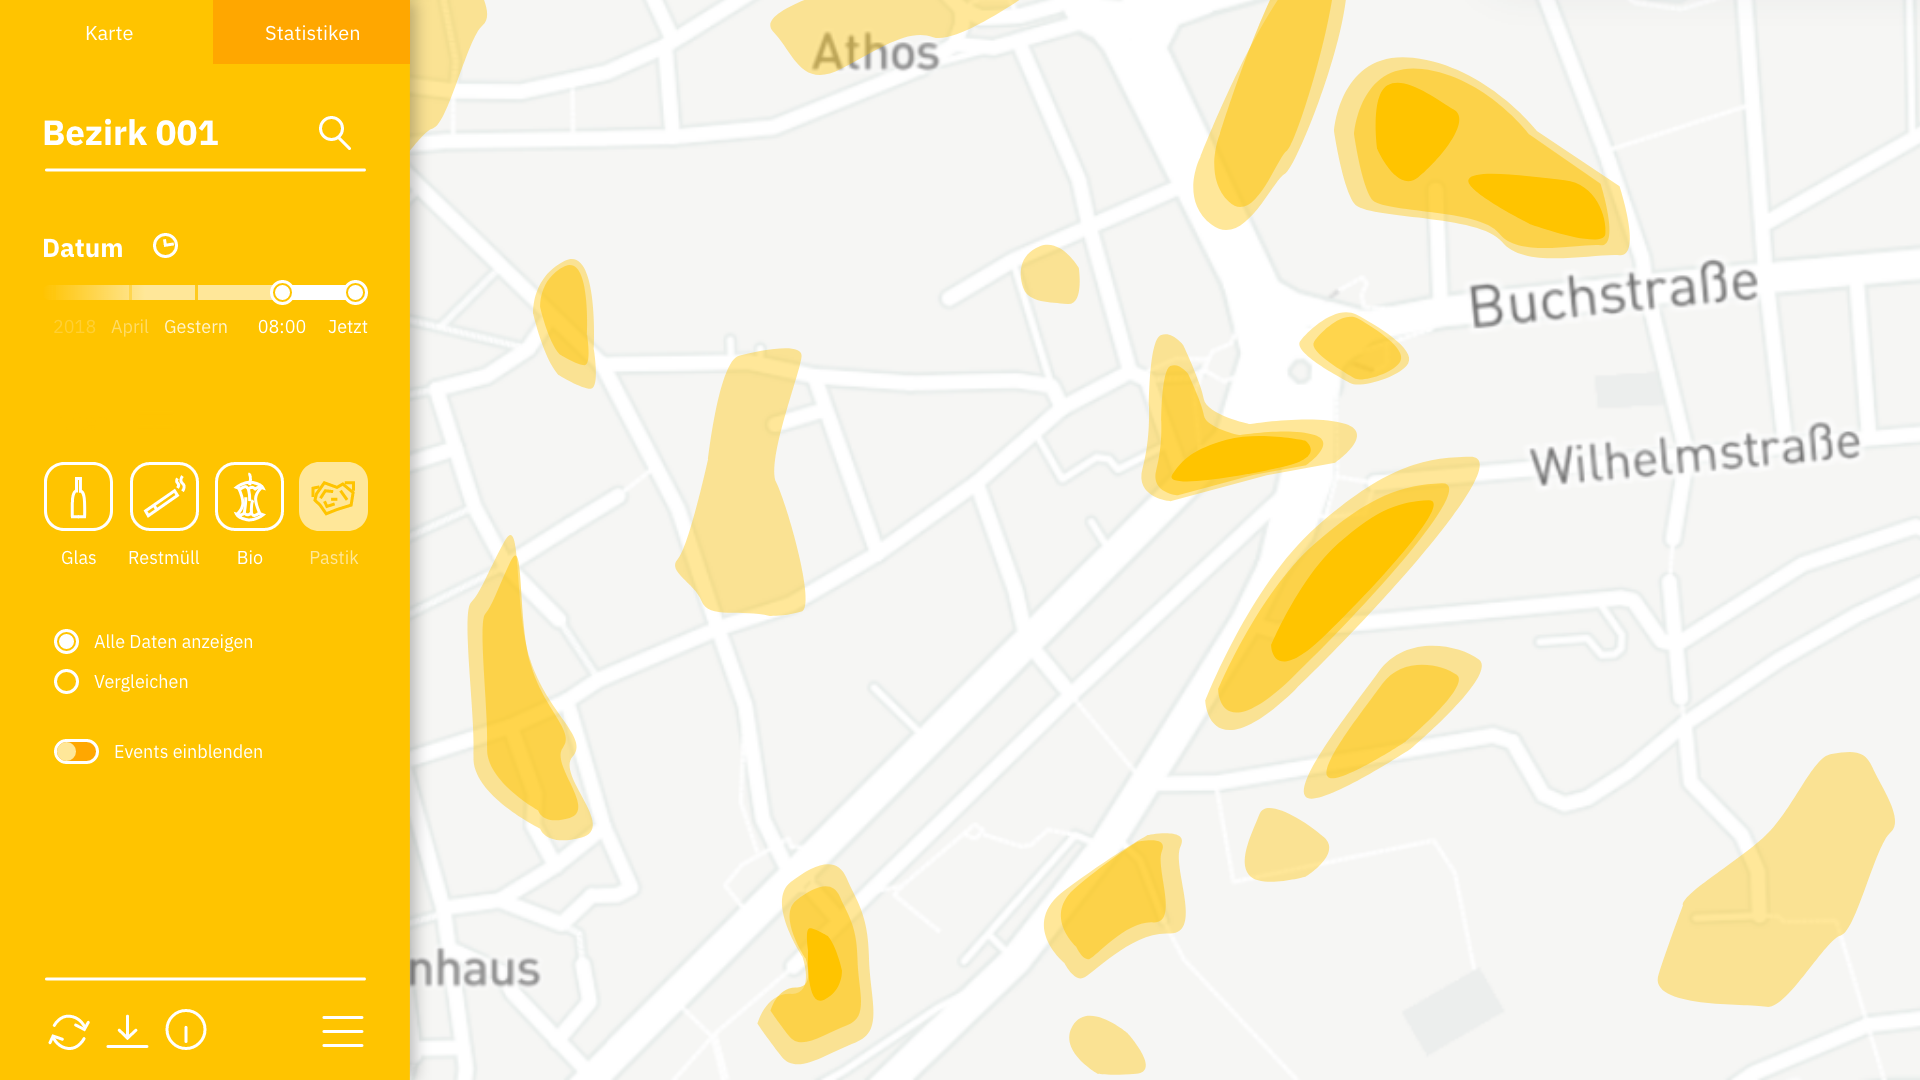 Karte
Statistiken
Bezirk 001
Datum
2018 April Gestern 08:00 Jetzt
Glas Restmüll Bio Pastik
Alle Daten anzeigen
Vergleichen
Events einblenden
Athos
Buchstraße
Wilhelmstraße
nhaus